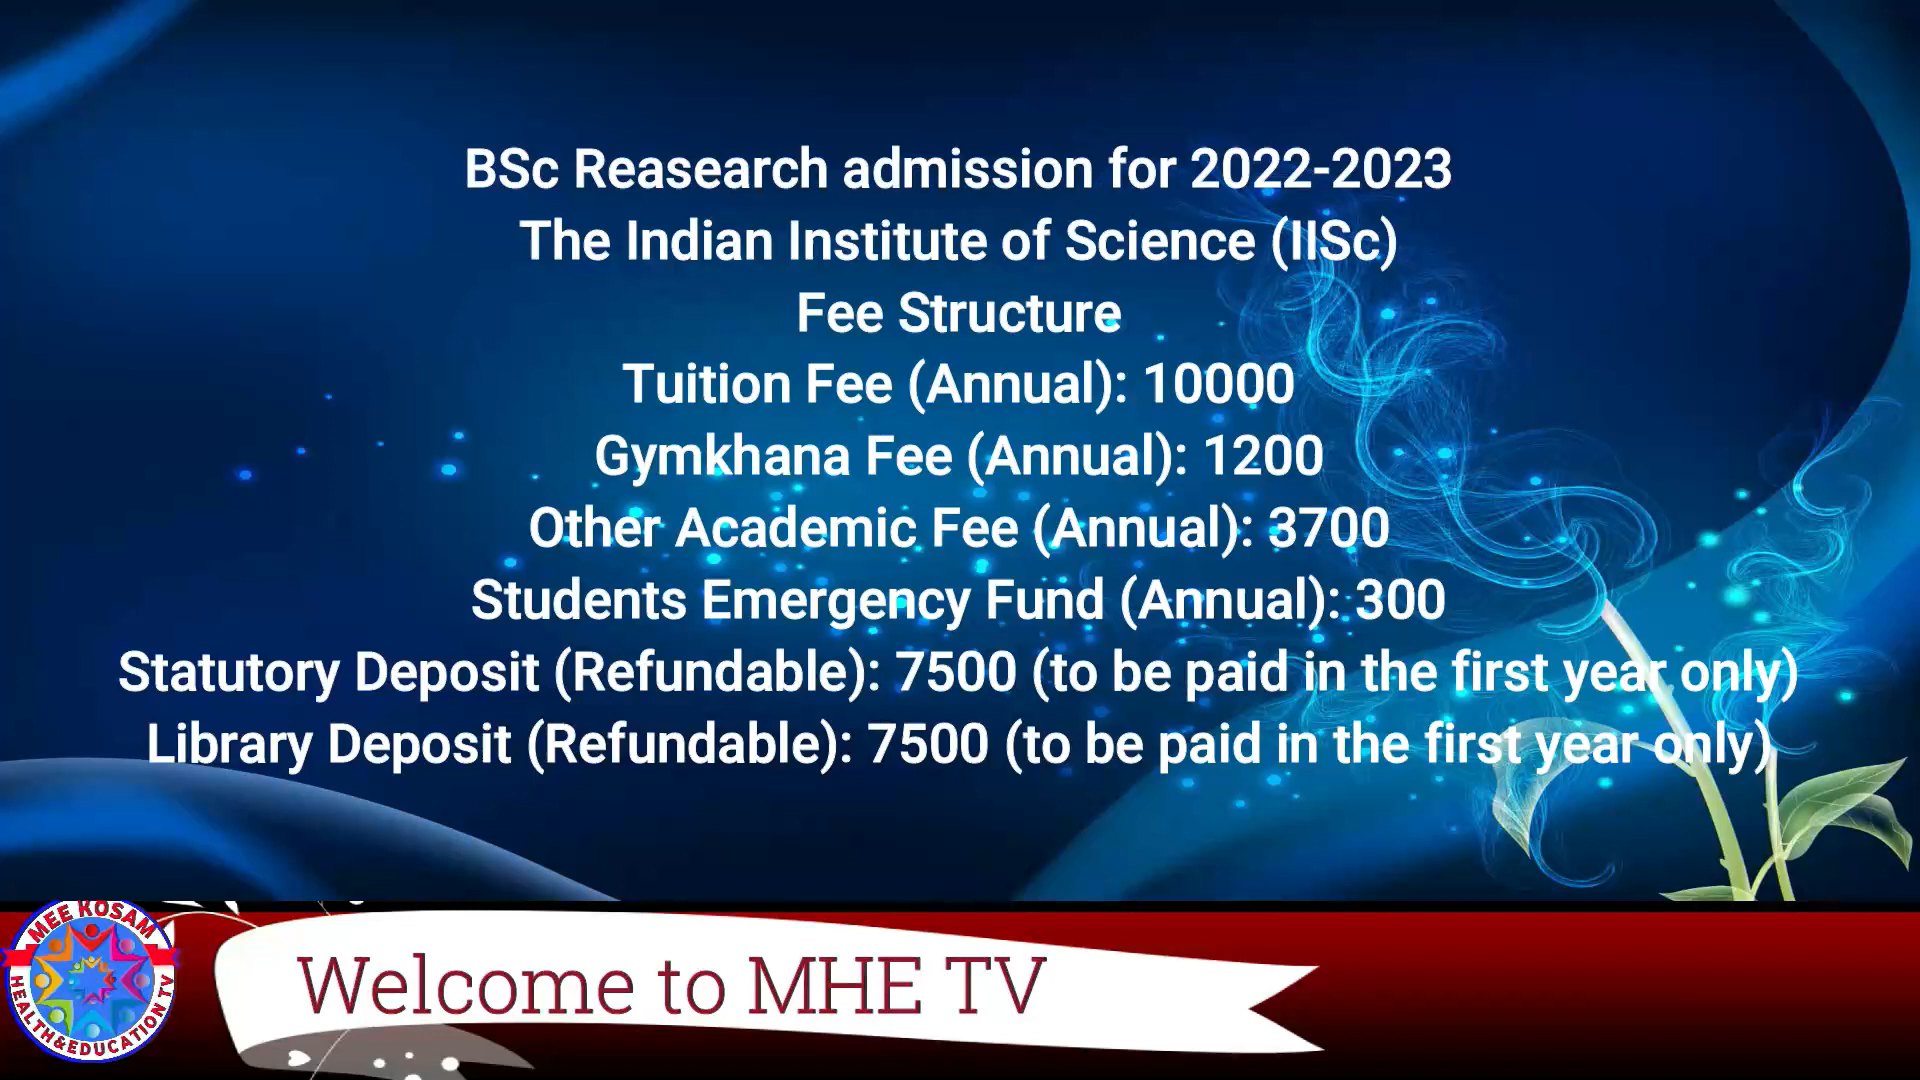 BSc Reasearch admission for 2022-2023
The Indian Institute of Science (IISc)
Fee Structure
Tuition Fee (Annual): 10000
Gymkhana Fee (Annual): 1200
Other Academic Fee (Annual): 3700
Students Emergency Fund (Annual): 300
Statutory Deposit (Refundable): 7500 (to be paid in the first year only)
Library Deposit (Refundable): 7500 (to be paid in the first year only)
MEE KOSAM
HEALTH&EDUCATION TV
Welcome to MHE TV